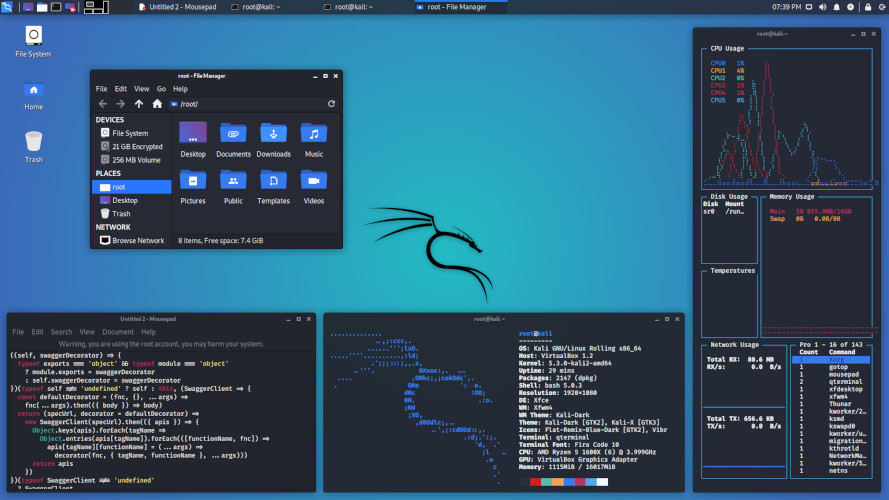 Untitled 2 - Mousepad
root@kali: ~
root@kali: ~
root - File Manager
07:39 PM
File System
Home
Trash
root - File Manager
File Edit View Go Help
/root/
DEVICES
File System
21 GB Encrypted
256 MB Volume
PLACES
root
Desktop
Trash
NETWORK
Browse Network
Desktop Documents Downloads Music
Pictures Public Templates Videos
8 items, Free space: 7.4 GiB
Untitled 2 - Mousepad
File Edit Search View Document Help
Warning, you are using the root account, you may harm your system.
((self, swaggerDecorator) ⇒ {
typeof exports ≡ 'object' && typeof module ≡ 'object'
? module.exports = swaggerDecorator
: self.swaggerDecorator = swaggerDecorator
})(typeof self ≢ 'undefined' ? self : this, (SwaggerClient ⇒ {
const defaultDecorator = (fnc, {}, ...args) ⇒
fnc(...args).then(({ body }) ⇒ body)
return (specUrl, decorator = defaultDecorator) ⇒
new SwaggerClient(specUrl).then(({ apis }) ⇒ {
Object.keys(apis).forEach(tagName ⇒
Object.entries(apis[tagName]).forEach(([functionName, fnc]) ⇒
apis[tagName][functionName] = (...args) ⇒
decorator(fnc, { tagName, functionName }, ...args)))
return apis
})
})(typeof SwaggerClient ≢ 'undefined'
? SwaggerClient
root@kali: ~
root@kali
---------
OS: Kali GNU/Linux Rolling x86_64
Host: VirtualBox 1.2
Kernel: 5.3.0-kali2-amd64
Uptime: 29 mins
Packages: 2147 (dpkg)
Shell: bash 5.0.3
Resolution: 1920×1080
DE: Xfce
WM: Xfwm4
WM Theme: Kali-Dark
Theme: Kali-Dark [GTK2], Kali-X [GTK3]
Icons: Flat-Remix-Blue-Dark [GTK2], Vibr
Terminal: qterminal
Terminal Font: Fira Code 10
CPU: AMD Ryzen 5 1600X (6) @ 3.999GHz
GPU: VirtualBox Graphics Adapter
Memory: 1115MiB / 16017MiB
root@kali: ~
CPU Usage
CPU0 1%
CPU1 4%
CPU2 0%
CPU3
CPU4 1%
CPU5 0%
Disk Usage
Disk Mount
sr0 /run…
Memory Usage
Main 5% 855.9MB/16GB
Swap 0% 0.0B/0B
Temperatures
Network Usage
Total RX: 80.6 MB
RX/s: 0.0 B/s
Total TX: 656.6 KB
TX/s: 0.0 B/s
Pro 1 - 16 of 143
Count Command
1 Xorg
1 gotop
1 mousepad
2 qterminal
1 xfdesktop
1 xfwm4
1 Thunar
1 kworker/2
1 ksmd
1 kswapd0
1 kworker/u
1 migration…
1 kthrotld
1 NetworkMa
1 kworker/5
1 netns